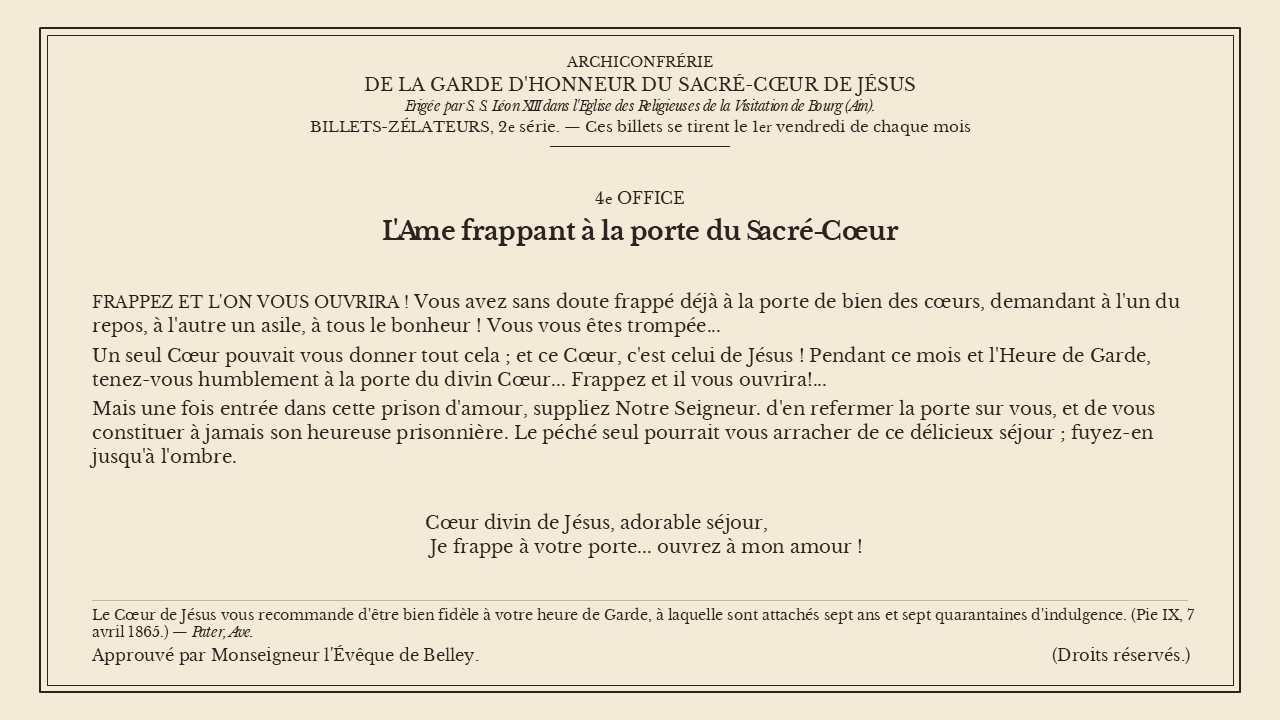 ARCHICONFRÉRIE
DE LA GARDE D'HONNEUR DU SACRÉ-CŒUR DE JÉSUS
Erigée par S. S. Léon XIII dans l'Eglise des Religieuses de la Visitation de Bourg (Ain).
BILLETS-ZÉLATEURS, 2e série. — Ces billets se tirent le 1er vendredi de chaque mois
4e OFFICE
L'Ame frappant à la porte du Sacré-Cœur
FRAPPEZ ET L'ON VOUS OUVRIRA ! Vous avez sans doute frappé déjà à la porte de bien des cœurs, demandant à l'un du
repos, à l'autre un asile, à tous le bonheur ! Vous vous êtes trompée...
Un seul Cœur pouvait vous donner tout cela ; et ce Cœur, c'est celui de Jésus ! Pendant ce mois et l'Heure de Garde,
tenez-vous humblement à la porte du divin Cœur... Frappez et il vous ouvrira!...
Mais une fois entrée dans cette prison d'amour, suppliez Notre Seigneur. d'en refermer la porte sur vous, et de vous
constituer à jamais son heureuse prisonnière. Le péché seul pourrait vous arracher de ce délicieux séjour ; fuyez-en
jusqu'à l'ombre.
Cœur divin de Jésus, adorable séjour,
Je frappe à votre porte... ouvrez à mon amour !
Le Cœur de Jésus vous recommande d'être bien fidèle à votre heure de Garde, à laquelle sont attachés sept ans et sept quarantaines d'indulgence. (Pie IX, 7
avril 1865.) — Pater, Ave.
Approuvé par Monseigneur l'Évêque de Belley. (Droits réservés.)